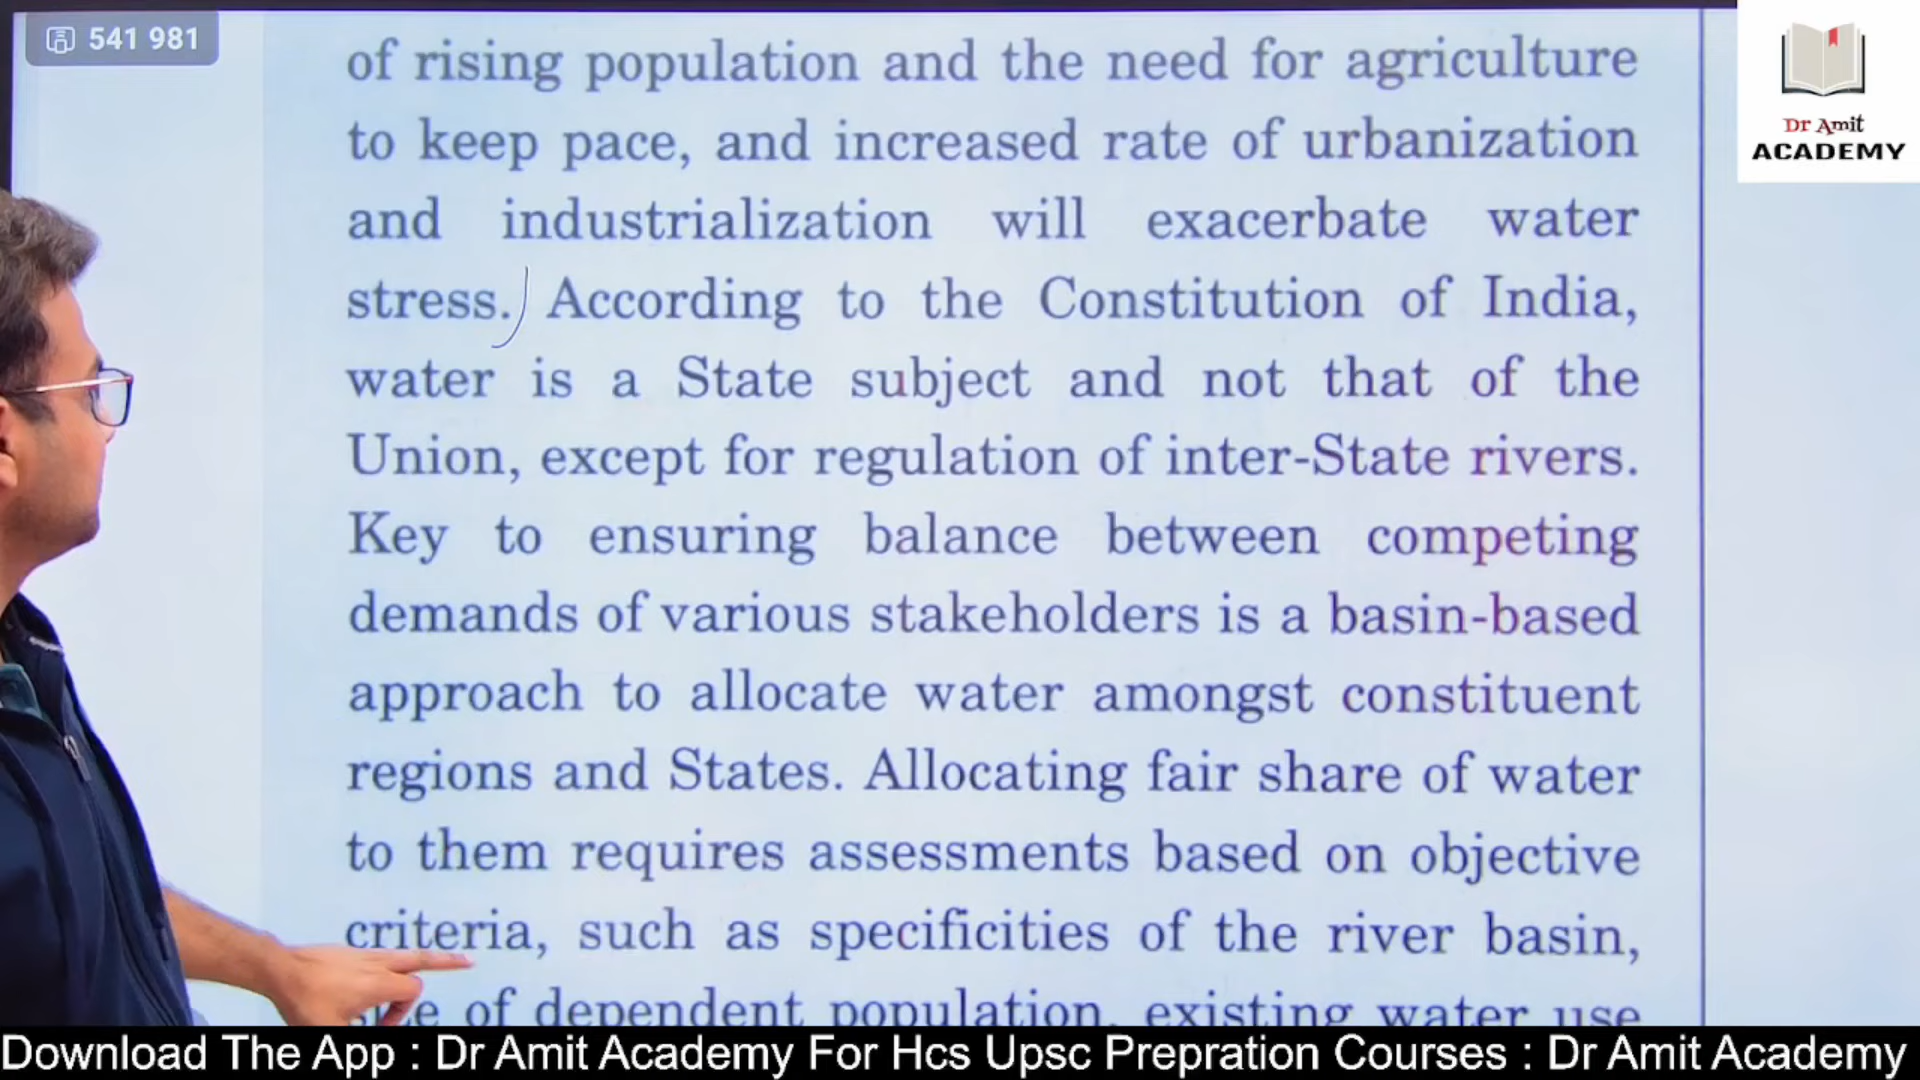 541 981
of rising population and the need for agriculture
to keep pace, and increased rate of urbanization
and industrialization will exacerbate water
stress. According to the Constitution of India,
water is a State subject and not that of the
Union, except for regulation of inter-State rivers.
Key to ensuring balance between competing
demands of various stakeholders is a basin-based
approach to allocate water amongst constituent
regions and States. Allocating fair share of water
to them requires assessments based on objective
criteria, such as specificities of the river basin,
size of dependent population, existing water use
Dr Amit
ACADEMY
Download The App : Dr Amit Academy For Hcs Upsc Prepration Courses : Dr Amit Academy